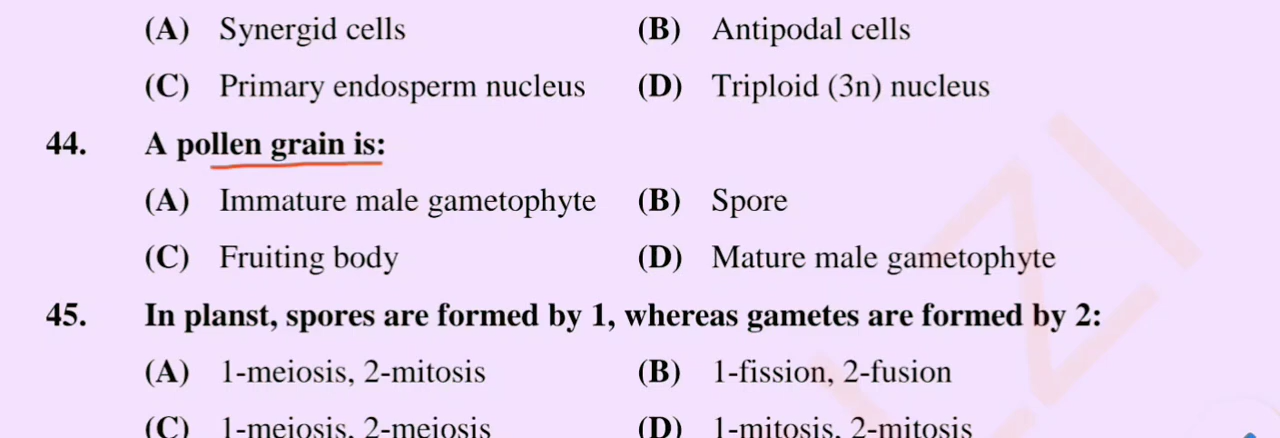 (A) Synergid cells (B) Antipodal cells
(C) Primary endosperm nucleus (D) Triploid (3n) nucleus
44. A pollen grain is:
(A) Immature male gametophyte (B) Spore
(C) Fruiting body (D) Mature male gametophyte
45. In planst, spores are formed by 1, whereas gametes are formed by 2:
(A) 1-meiosis, 2-mitosis (B) 1-fission, 2-fusion
(C) 1-meiosis, 2-meiosis (D) 1-mitosis, 2-mitosis